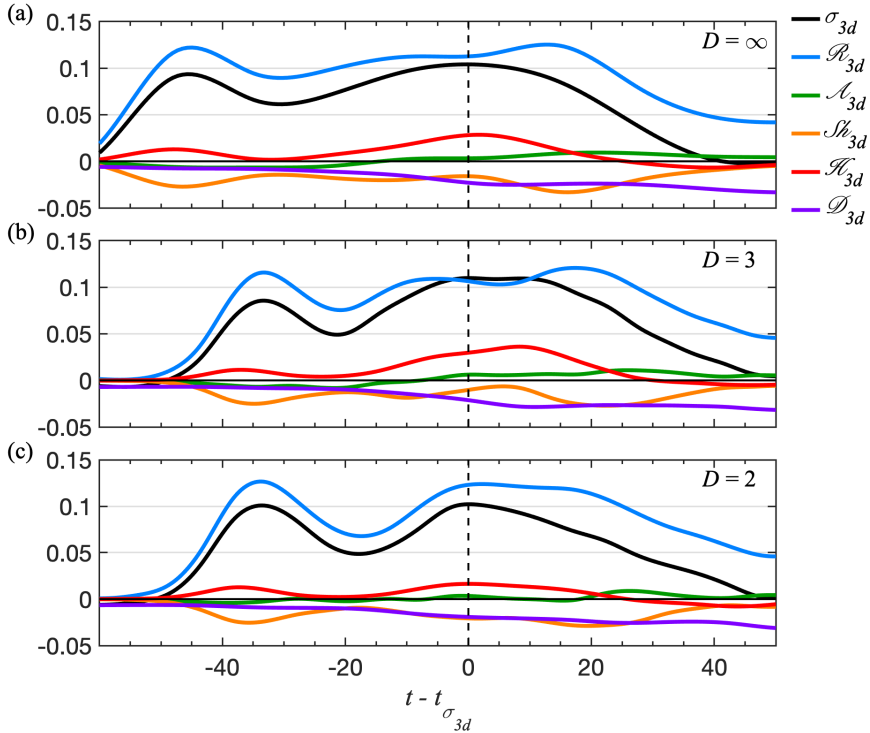 (a)
0.15
0.1
0.05
0
-0.05
D = ∞
σ3d
ℛ3d
𝒜3d
𝒮h3d
ℋ3d
𝒟3d
(b)
0.15
0.1
0.05
0
-0.05
D = 3
(c)
0.15
0.1
0.05
0
-0.05
D = 2
-40 -20 0 20 40
t - tσ3d